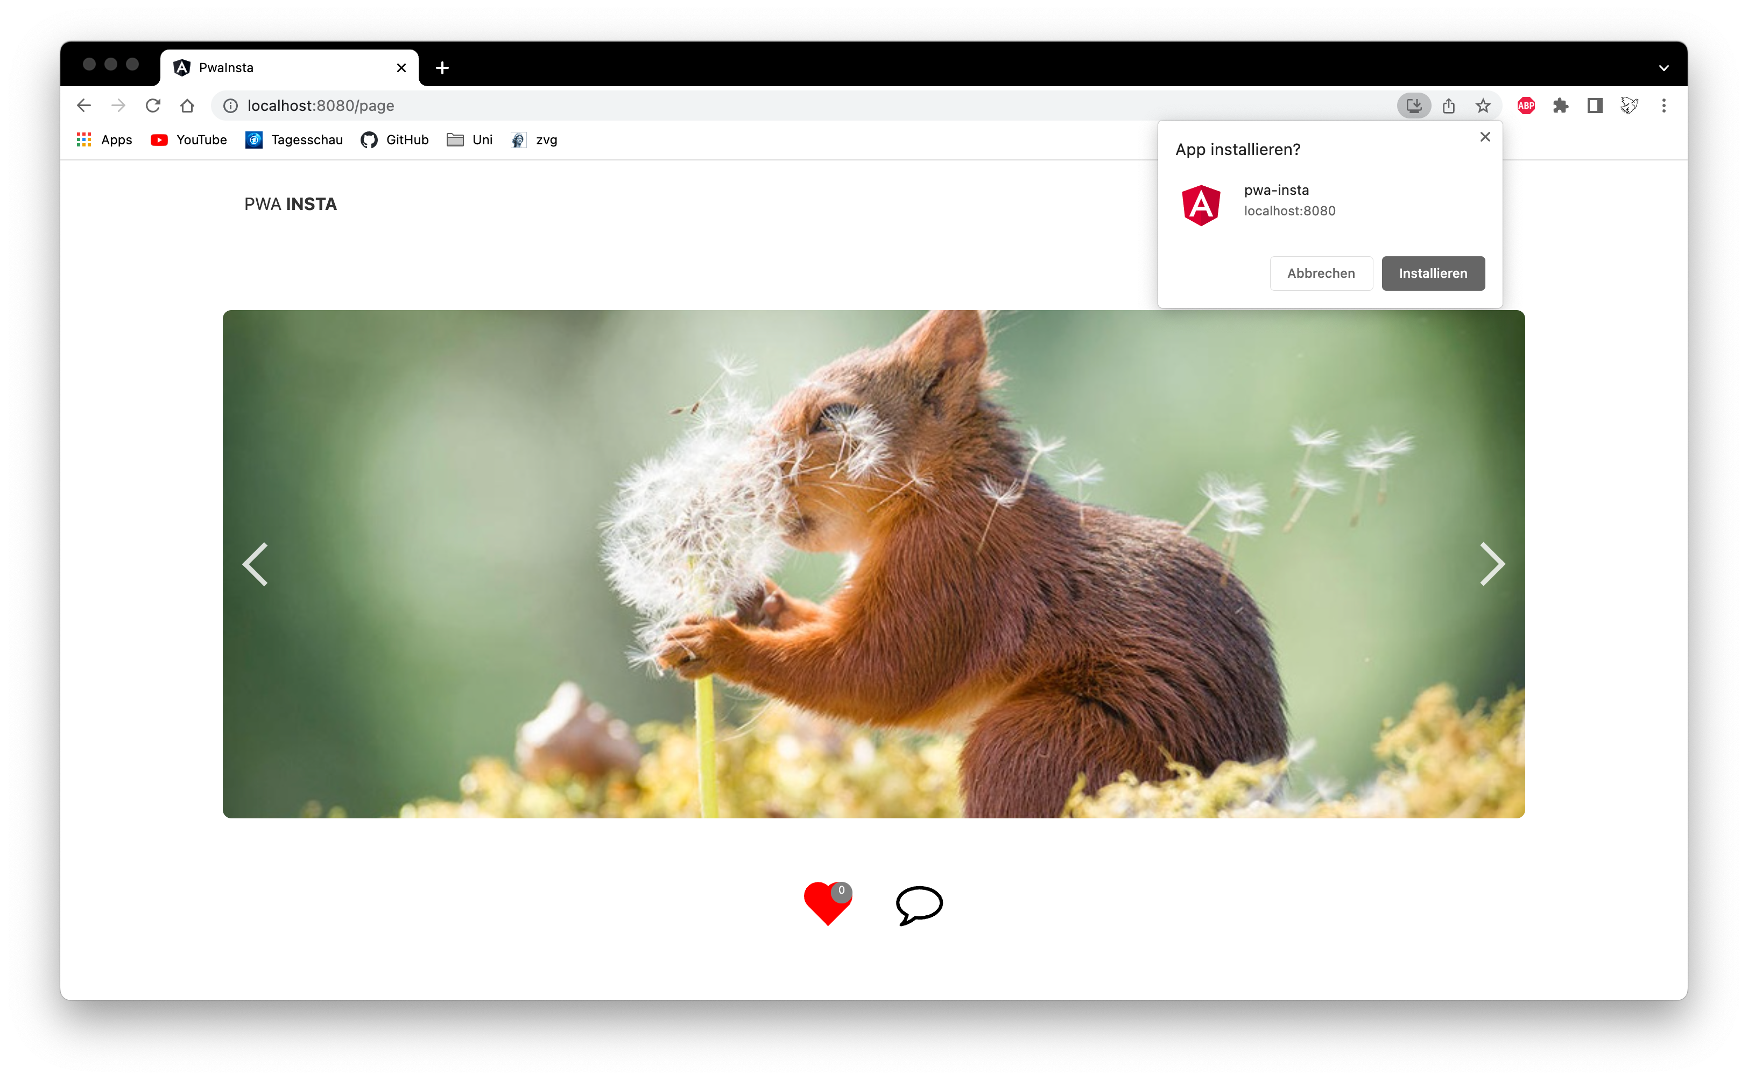 PwaInsta
localhost:8080/page
ABP
Apps YouTube Tagesschau GitHub Uni zvg
App installieren?
pwa-insta
localhost:8080
Abbrechen Installieren
PWA INSTA
0